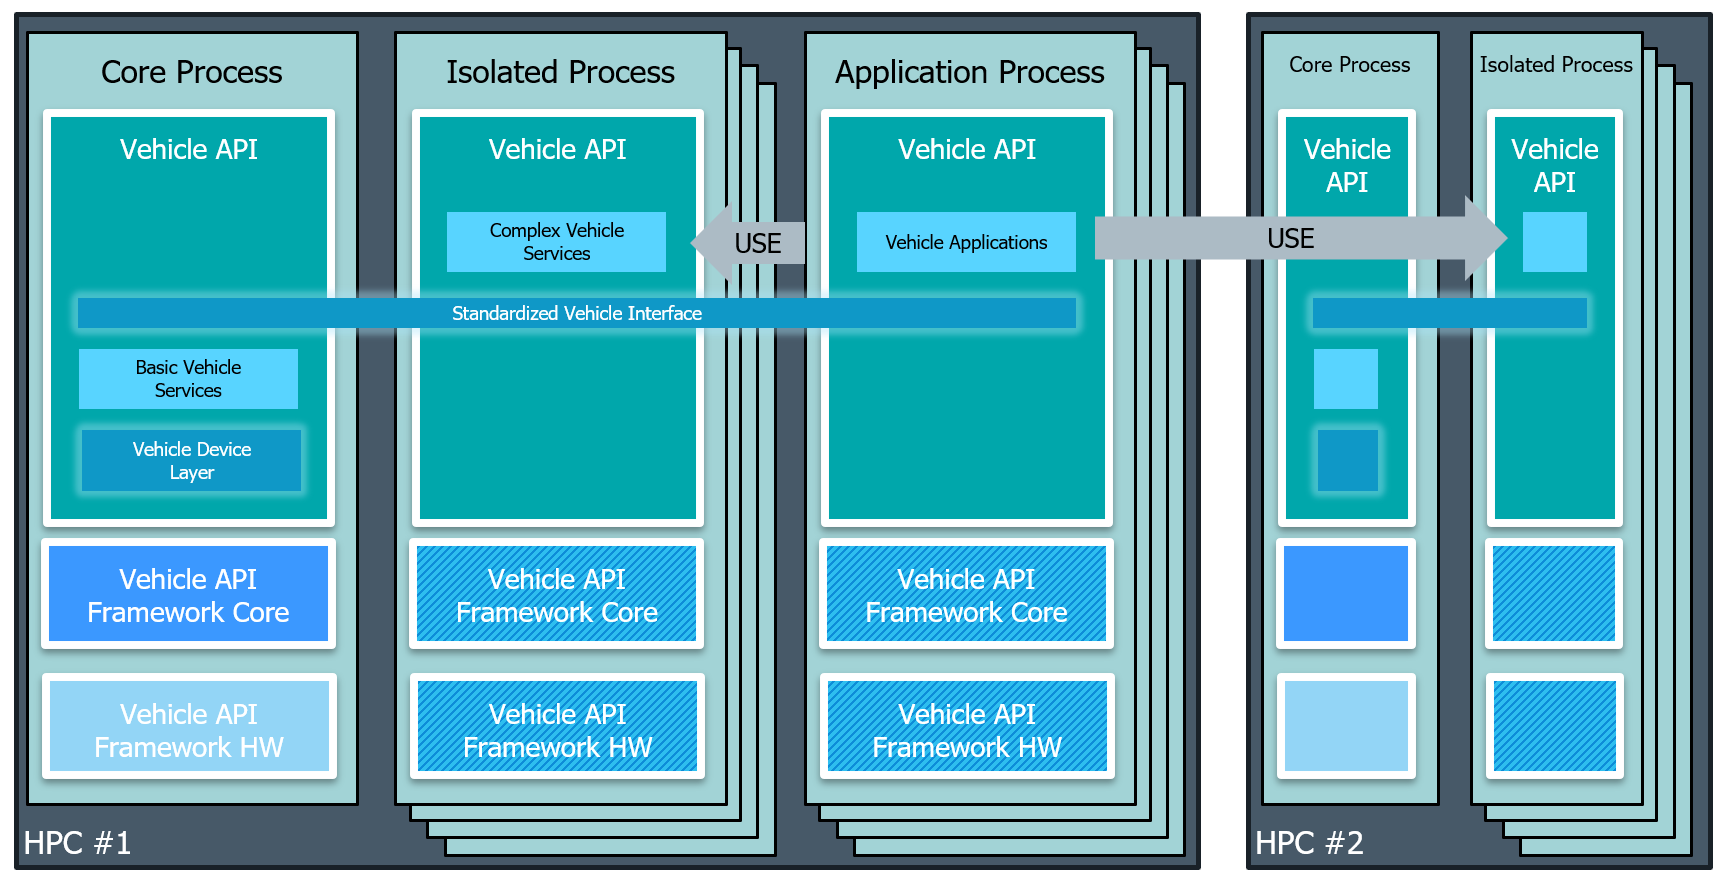 Core Process
Vehicle API
Basic Vehicle
Services
Vehicle Device
Layer
Vehicle API
Framework Core
Vehicle API
Framework HW
Isolated Process
Vehicle API
Complex Vehicle
Services
USE
Standardized Vehicle Interface
Vehicle API
Framework Core
Vehicle API
Framework HW
Application Process
Vehicle API
Vehicle Applications
Vehicle API
Framework Core
Vehicle API
Framework HW
HPC #1
USE
Core Process
Vehicle
API
Isolated Process
Vehicle
API
HPC #2